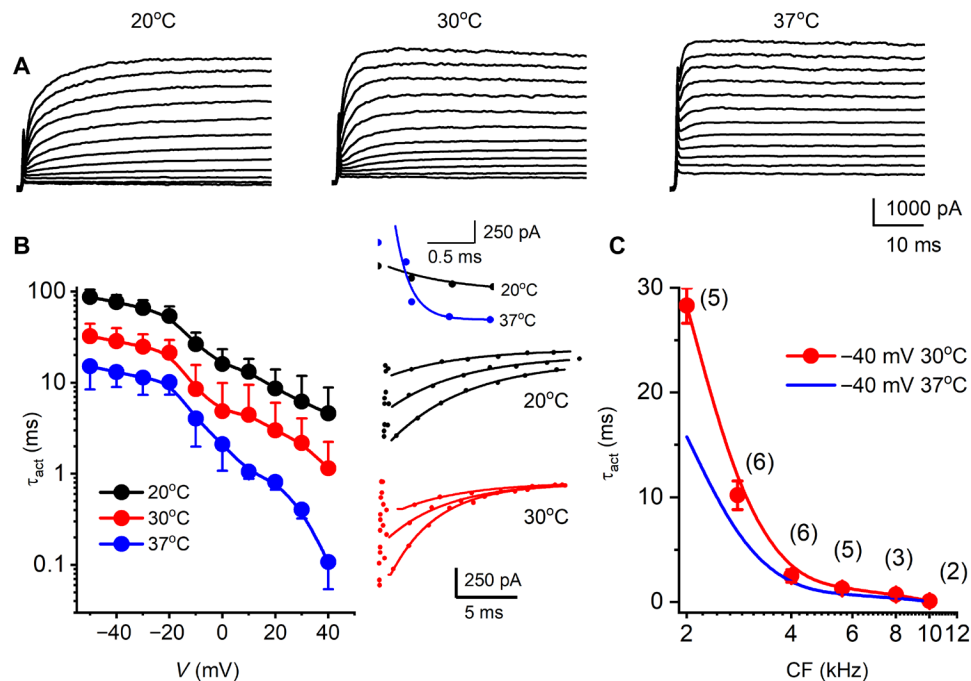 20°C 30°C 37°C
A
1000 pA
10 ms
B
250 pA
0.5 ms
20°C
37°C
20°C
30°C
250 pA
5 ms
100
10
1
0.1
τact (ms)
20°C
30°C
37°C
−40 −20 0 20 40
V (mV)
C
30
20
10
0
τact (ms)
(5)
(6)
(6)
(5)
(3)
(2)
−40 mV 30°C
−40 mV 37°C
2 4 6 8 10 12
CF (kHz)